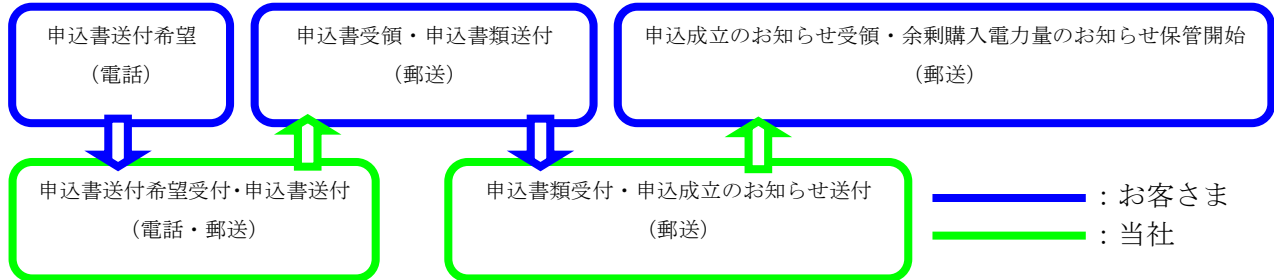 申込書送付希望
（電話）
申込書受領・申込書類送付
（郵送）
申込成立のお知らせ受領・余剰購入電力量のお知らせ保管開始
（郵送）
申込書送付希望受付・申込書送付
（電話・郵送）
申込書類受付・申込成立のお知らせ送付
（郵送）
：お客さま
：当社